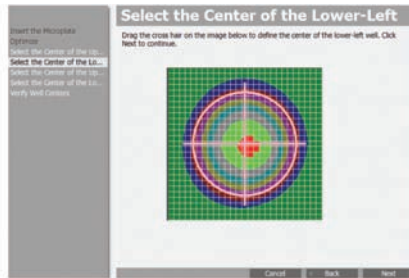 Select the Center of the Lower-Left
Insert the Microplate
Optimize
Select the Center of the Up...
Select the Center of the Lo...
Select the Center of the Up...
Select the Center of the Lo...
Verify Well Centers
Drag the cross hair on the image below to define the center of the lower-left well. Click
Next to continue.
Cancel
Back
Next